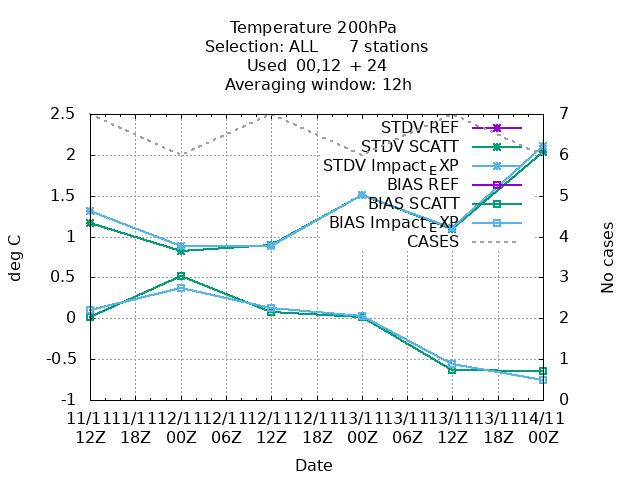 Temperature 200hPa
Selection: ALL 7 stations
Used 00,12 + 24
Averaging window: 12h
2.5
2
1.5
1
0.5
0
-0.5
-1
deg C
7
6
5
4
3
2
1
0
No cases
STDV REF
STDV SCATT
STDV Impact_EXP
BIAS REF
BIAS SCATT
BIAS Impact_EXP
CASES
11/11 11/11 12/11 12/11 12/11 12/11 13/11 13/11 13/11 13/11 14/11
12Z 18Z 00Z 06Z 12Z 18Z 00Z 06Z 12Z 18Z 00Z
Date